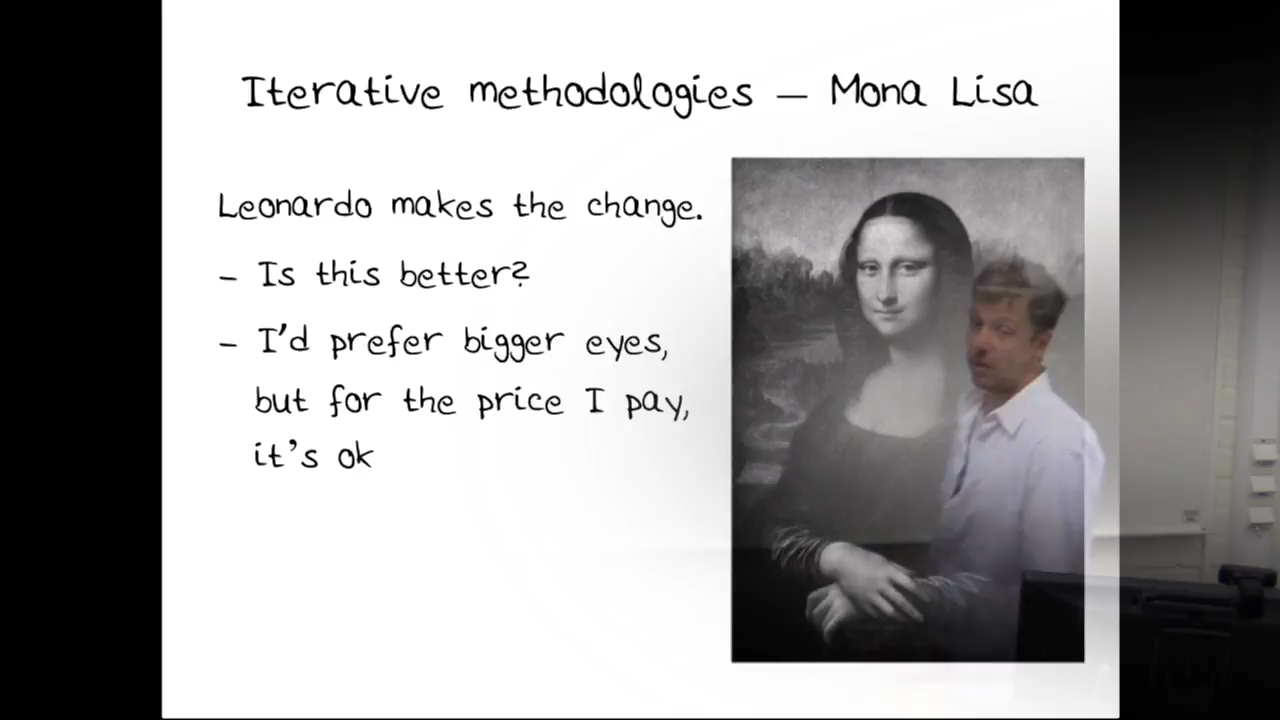 Iterative methodologies – Mona Lisa
Leonardo makes the change.
- Is this better?
- I'd prefer bigger eyes,
but for the price I pay,
it's ok